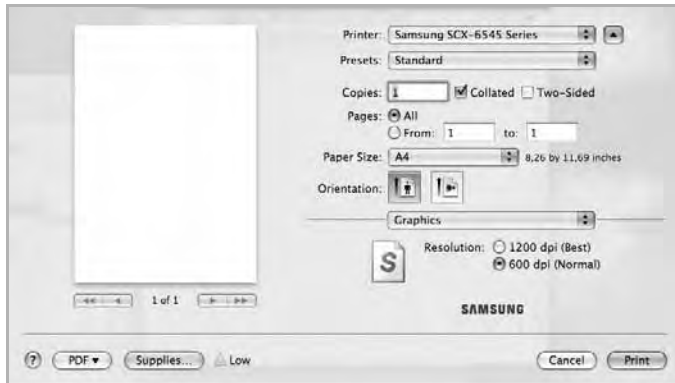 Printer: Samsung SCX-6545 Series
Presets: Standard
Copies: 1 Collated Two-Sided
Pages: All
From: 1 to: 1
Paper Size: A4 8,26 by 11,69 inches
Orientation:
Graphics
Resolution: 1200 dpi (Best)
600 dpi (Normal)
S
1 of 1
SAMSUNG
? PDF Supplies... Low Cancel Print